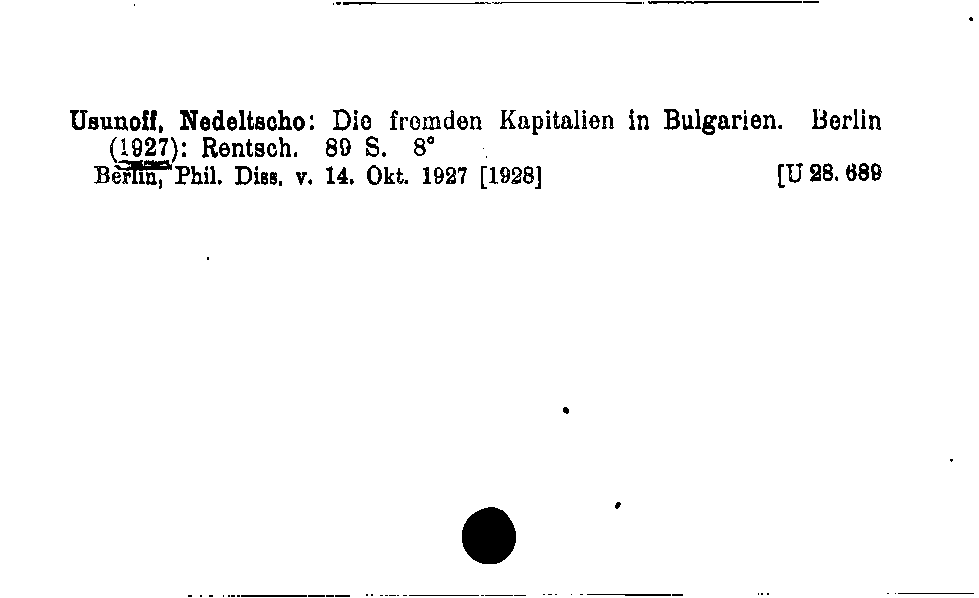 Usunoff, Nedeltscho: Die fremden Kapitalien in Bulgarien. Berlin
(1927): Rentsch. 89 S. 8°
Berlin, Phil. Diss. v. 14. Okt. 1927 [1928] [U 28. 689